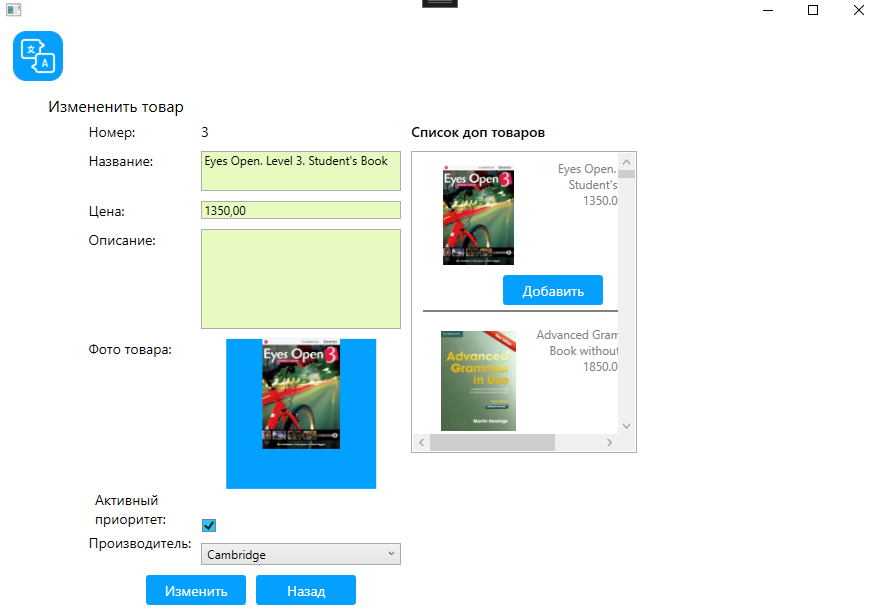 Измененить товар
Номер:
3
Название:
Eyes Open. Level 3. Student's Book
Цена:
1350,00
Описание:
Фото товара:
Eyes Open 3
Активный
приоритет:
Производитель:
Cambridge
Изменить
Назад
Список доп товаров
Eyes Open 3
Eyes Open.
Student's
1350.0
Добавить
Advanced
Grammar
in Use
Martin Hewings
Advanced Gram
Book without
1850.0